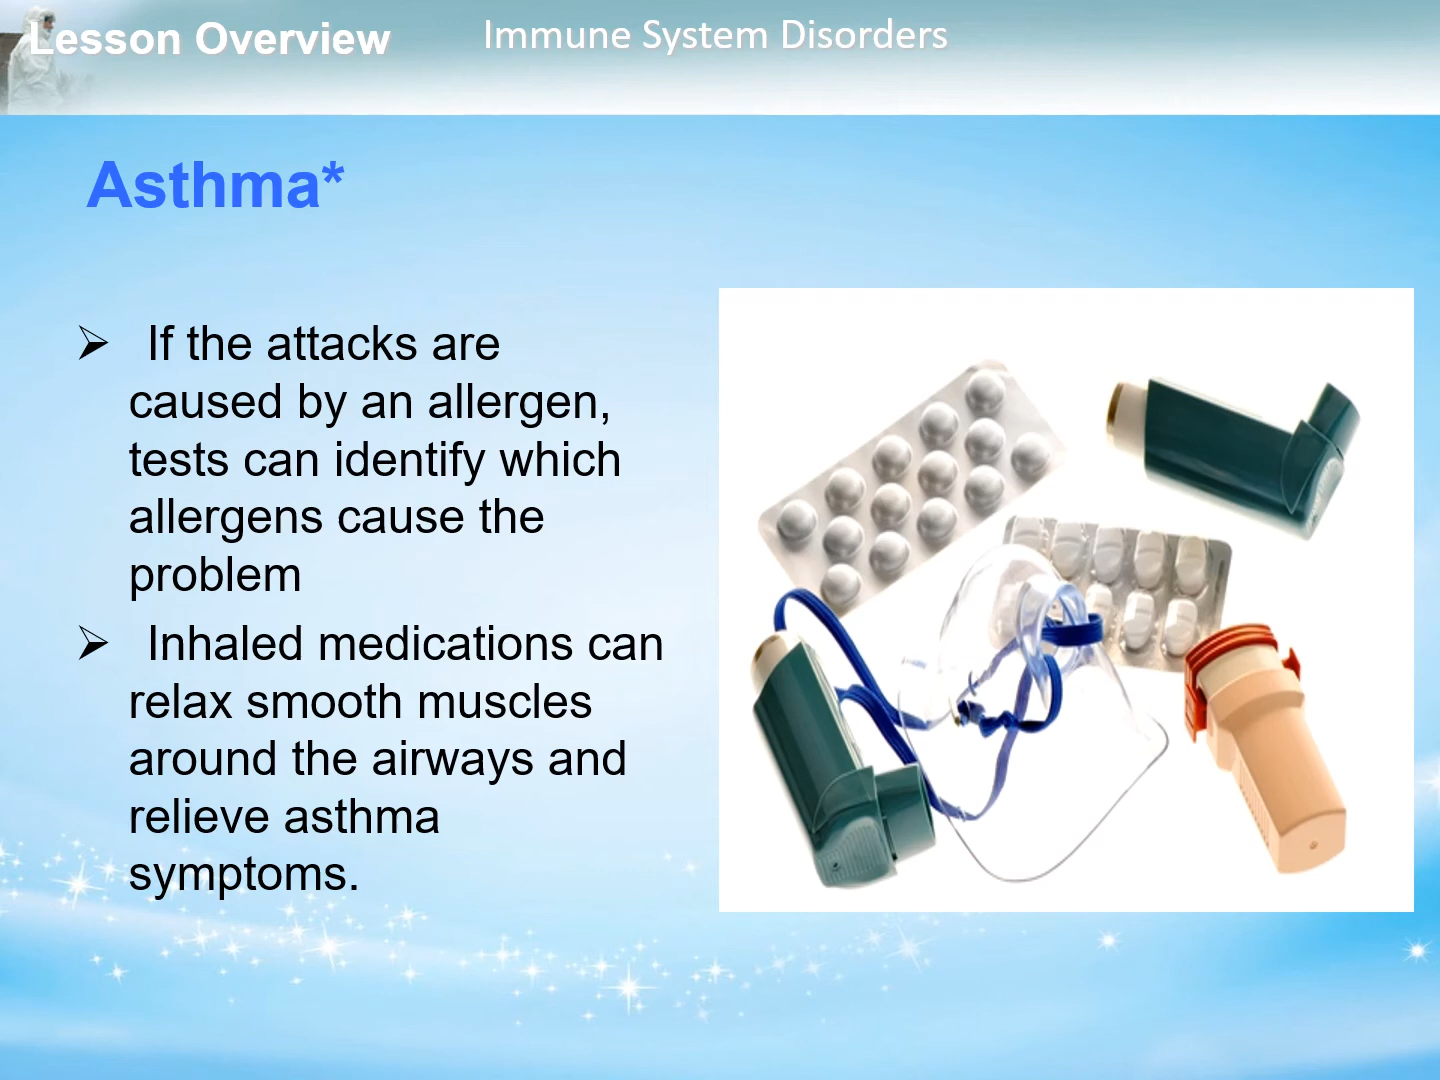 Lesson Overview
Immune System Disorders
Asthma*
➢ If the attacks are
caused by an allergen,
tests can identify which
allergens cause the
problem
➢ Inhaled medications can
relax smooth muscles
around the airways and
relieve asthma
symptoms.